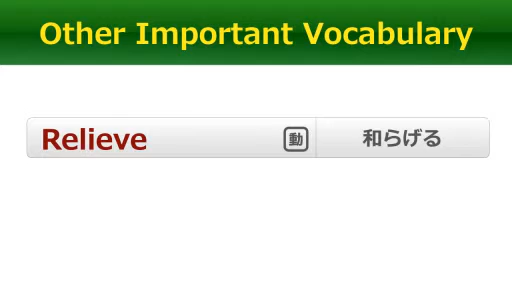 Other Important Vocabulary
Relieve 動 和らげる